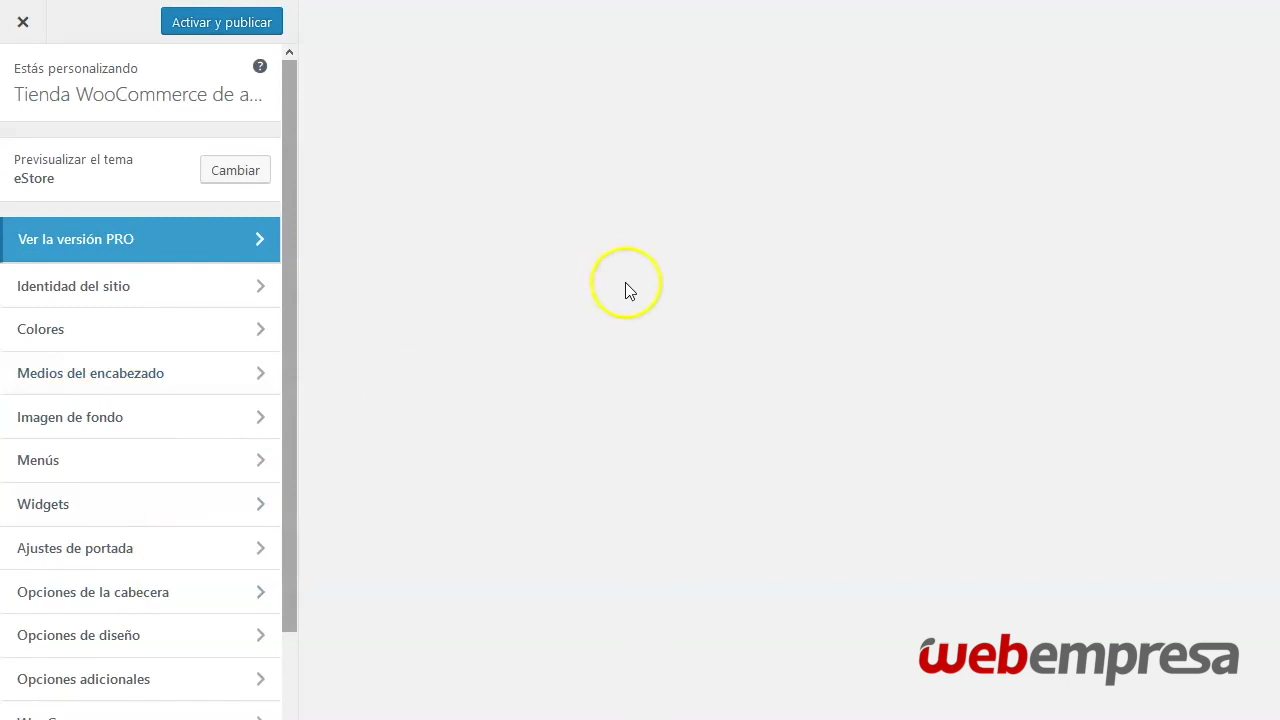 Activar y publicar
Estás personalizando
Tienda WooCommerce de a...
Previsualizar el tema
eStore
Cambiar
Ver la versión PRO
Identidad del sitio
Colores
Medios del encabezado
Imagen de fondo
Menús
Widgets
Ajustes de portada
Opciones de la cabecera
Opciones de diseño
Opciones adicionales
webempresa